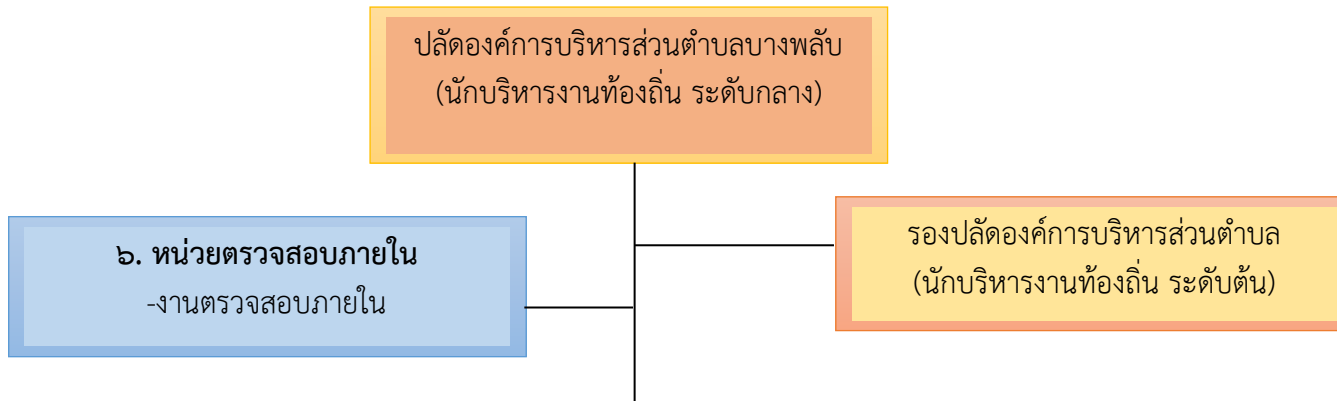 ปลัดองค์การบริหารส่วนตำบลบางพลับ
(นักบริหารงานท้องถิ่น ระดับกลาง)
รองปลัดองค์การบริหารส่วนตำบล
(นักบริหารงานท้องถิ่น ระดับต้น)
๖. หน่วยตรวจสอบภายใน
-งานตรวจสอบภายใน